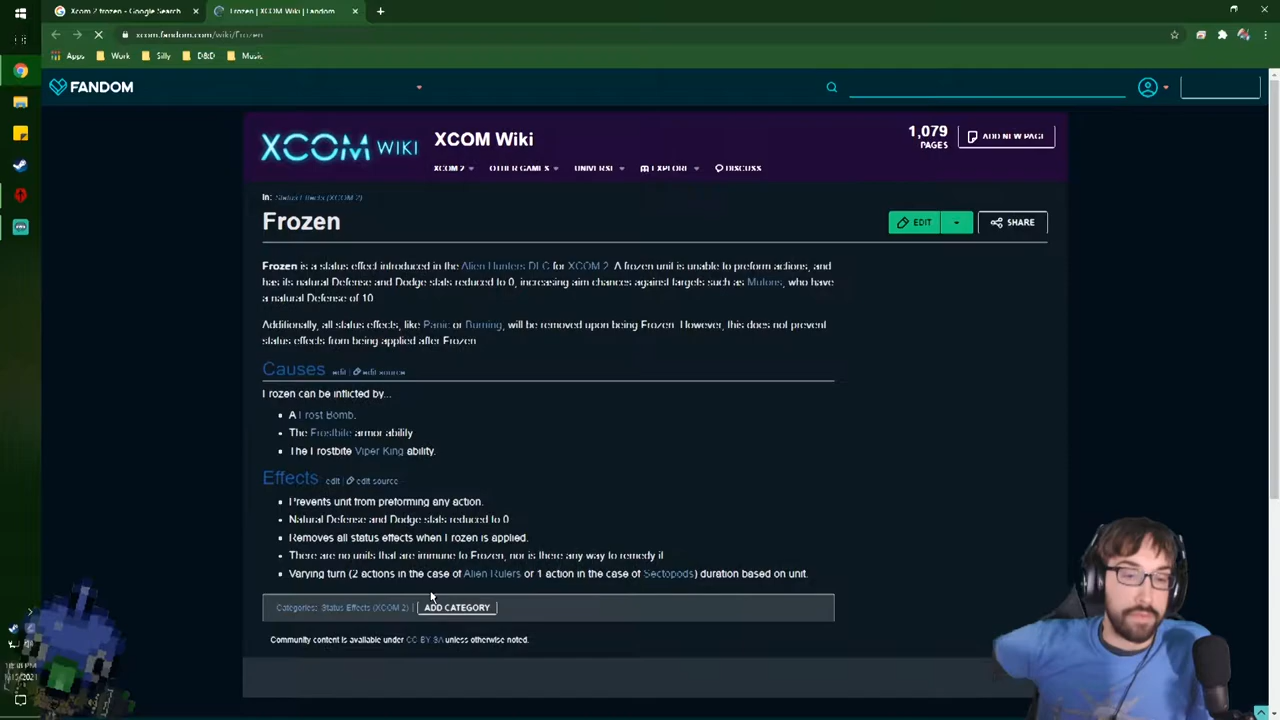 Xcom 2 frozen - Google Search
Frozen | XCOM Wiki | Fandom
xcom.fandom.com/wiki/Frozen
Apps Work Silly D&D Music
FANDOM
XCOM WIKI
XCOM Wiki
1,079
PAGES
ADD NEW PAGE
XCOM 2 OTHER GAMES UNIVERSE EXPLORE DISCUSS
in: Status Effects (XCOM 2)
Frozen
EDIT
SHARE
Frozen is a status effect introduced in the Alien Hunters DLC for XCOM 2. A frozen unit is unable to preform actions, and
has its natural Defense and Dodge stats reduced to 0, increasing aim chances against targets such as Mutons, who have
a natural Defense of 10
Additionally, all status effects, like Panic or Burning, will be removed upon being Frozen. However, this does not prevent
status effects from being applied after Frozen
Causes edit | edit source
Frozen can be inflicted by...
A Frost Bomb.
The Frostbite armor ability
The Frostbite Viper King ability.
Effects edit | edit source
Prevents unit from preforming any action.
Natural Defense and Dodge stats reduced to 0
Removes all status effects when Frozen is applied.
There are no units that are immune to Frozen, nor is there any way to remedy it
Varying turn (2 actions in the case of Alien Rulers or 1 action in the case of Sectopods) duration based on unit.
Categories: Status Effects (XCOM 2) | ADD CATEGORY
Community content is available under CC-BY-SA unless otherwise noted.